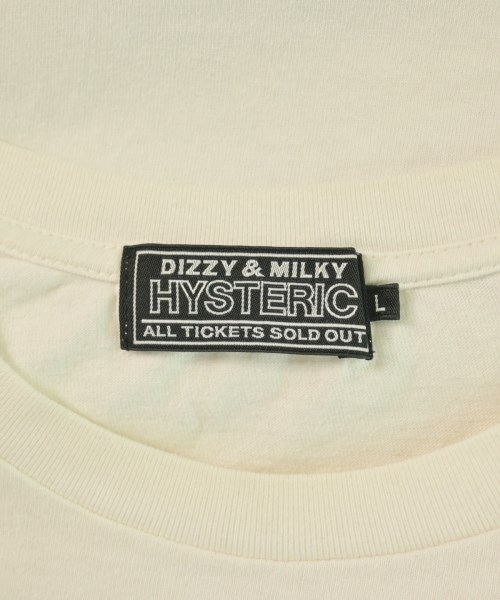 DIZZY & MILKY
HYSTERIC
ALL TICKETS SOLD OUT
L